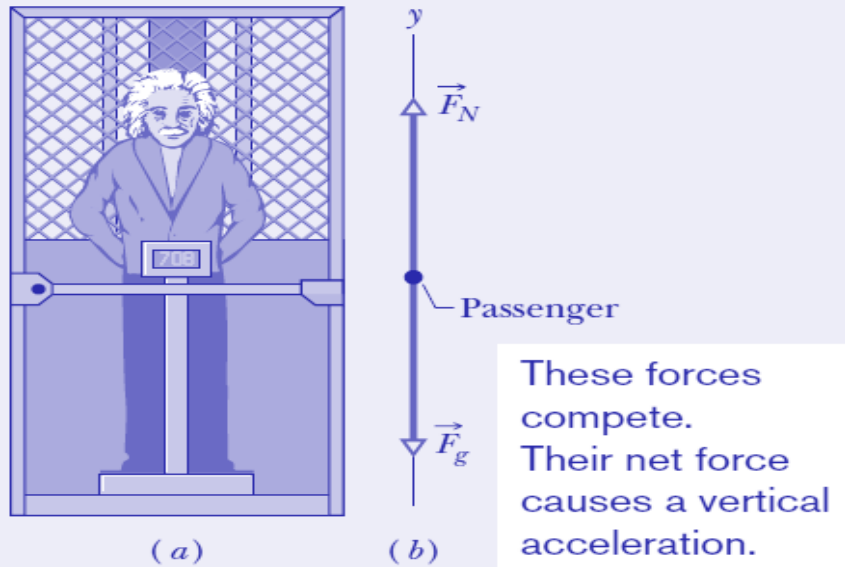 y
F_N
708
Passenger
F_g
These forces
compete.
Their net force
causes a vertical
acceleration.
(a)
(b)